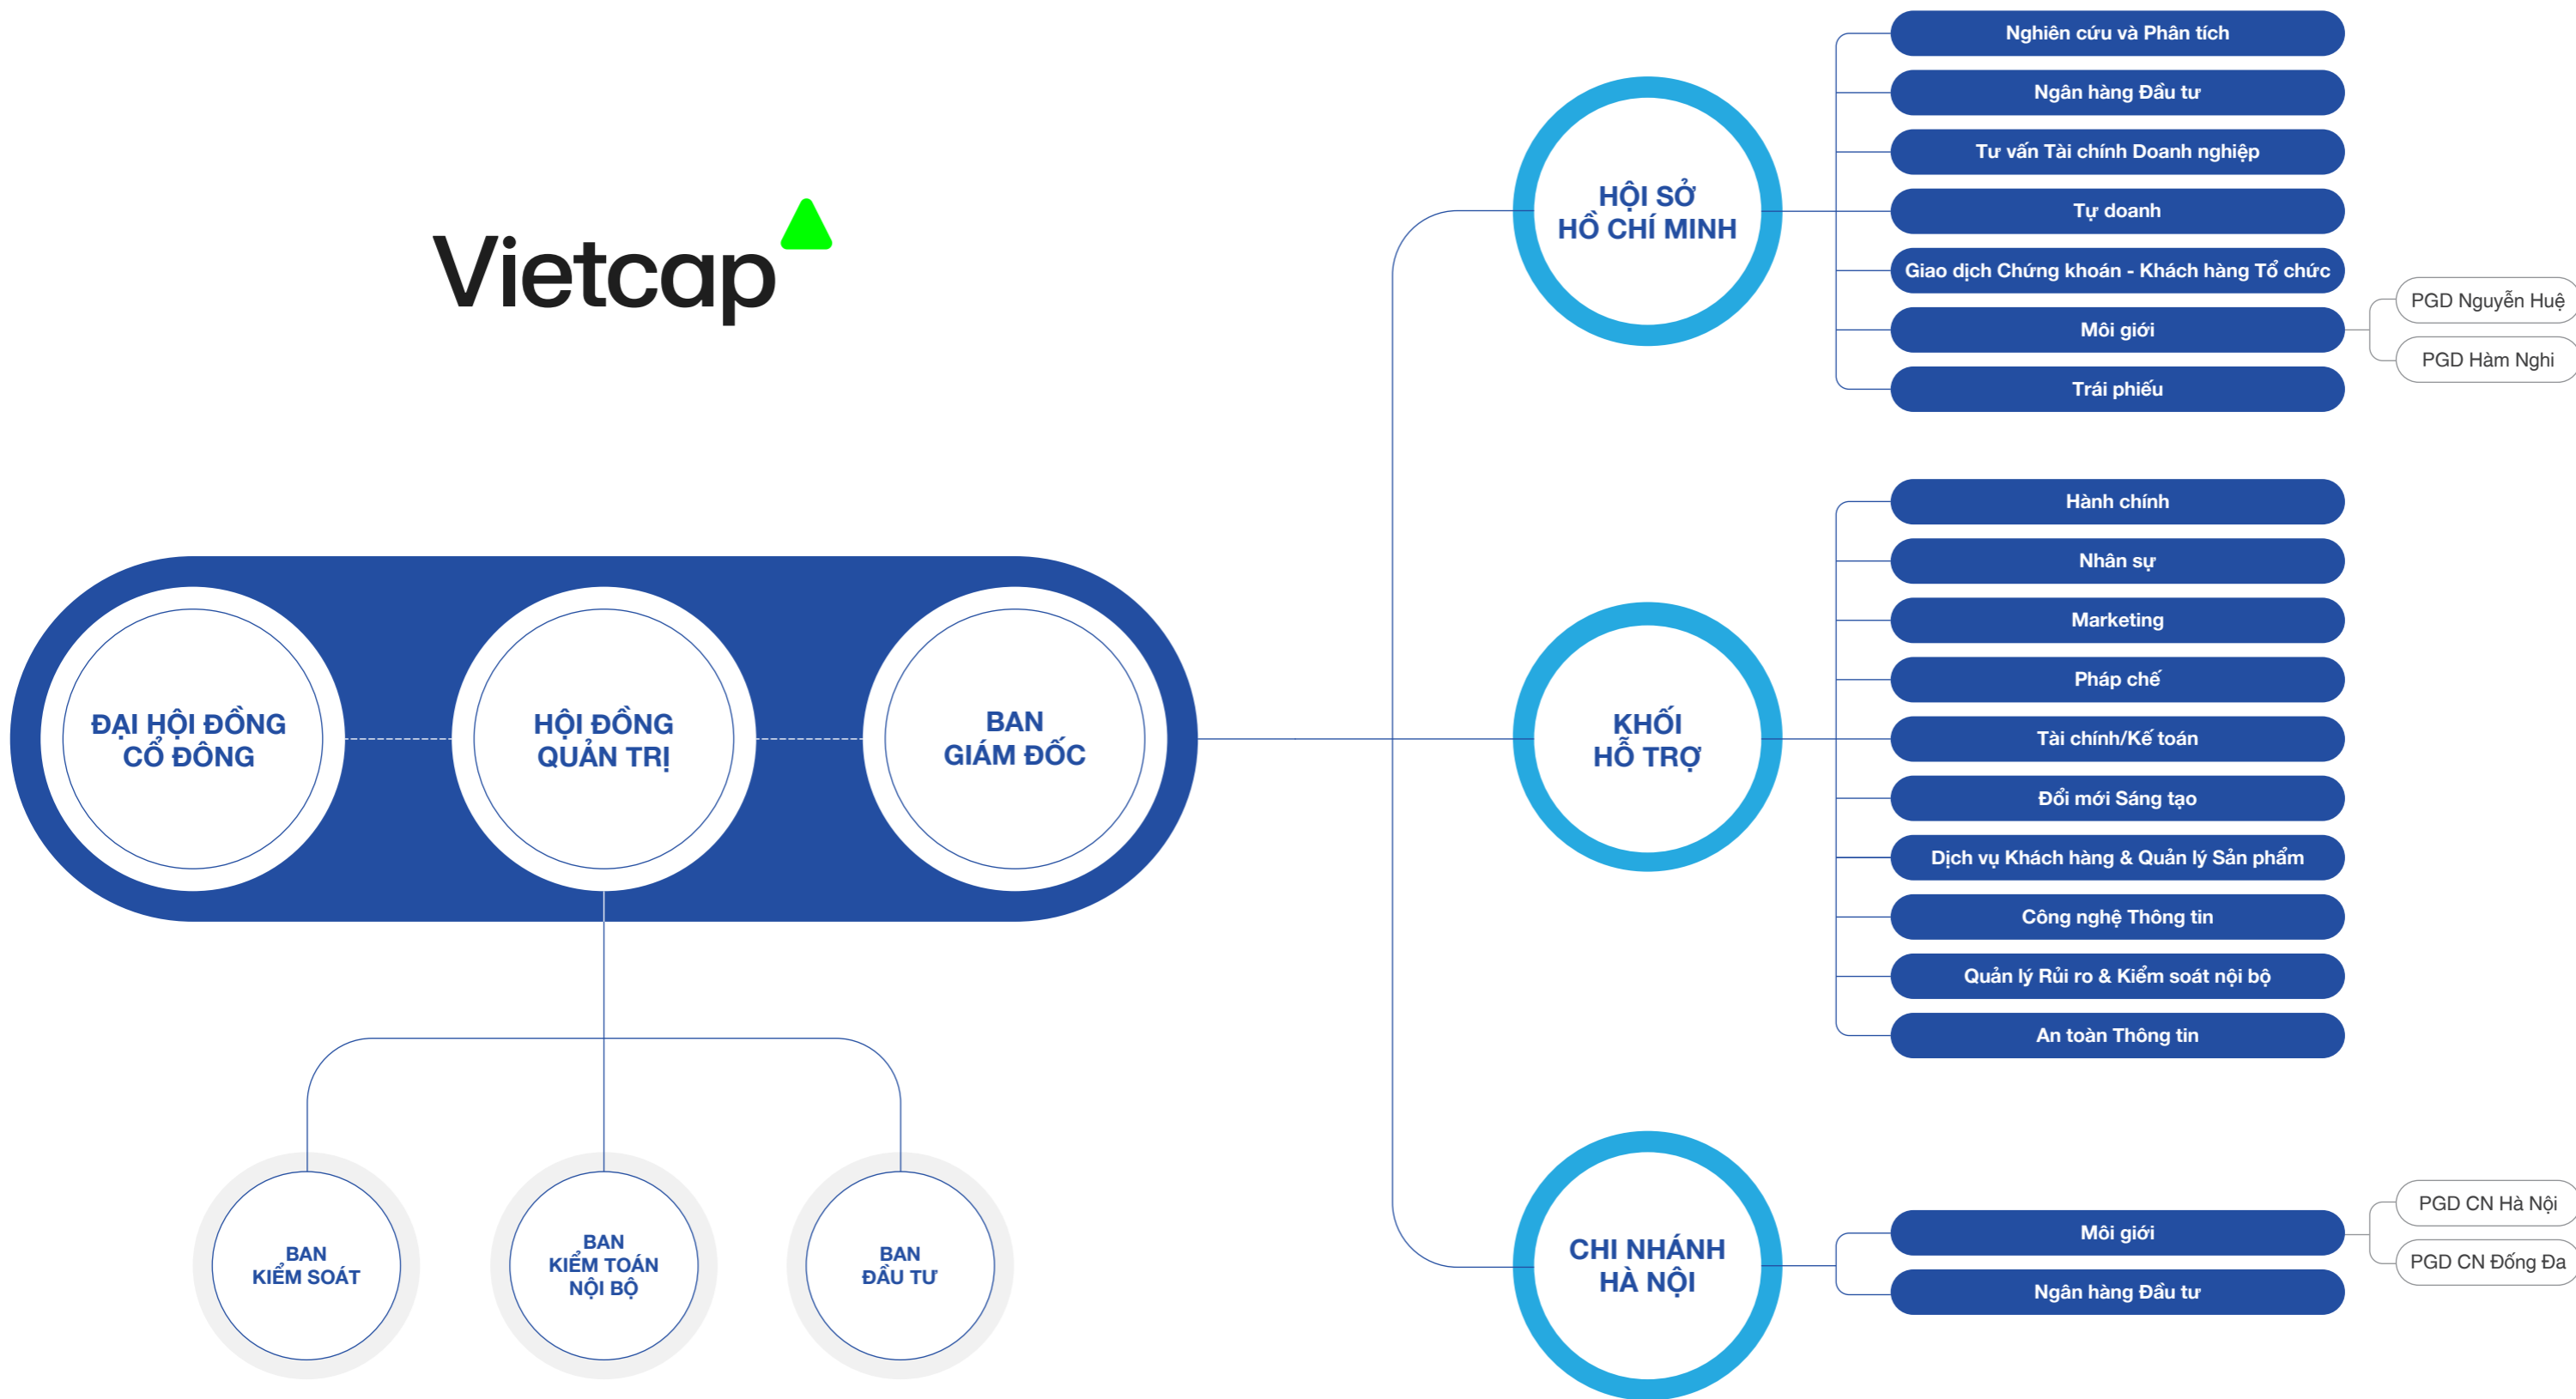 Vietcap
ĐẠI HỘI ĐỒNG
CỔ ĐÔNG
HỘI ĐỒNG
QUẢN TRỊ
BAN
GIÁM ĐỐC
BAN
KIỂM SOÁT
BAN
KIỂM TOÁN
NỘI BỘ
BAN
ĐẦU TƯ
HỘI SỞ
HỒ CHÍ MINH
Nghiên cứu và Phân tích
Ngân hàng Đầu tư
Tư vấn Tài chính Doanh nghiệp
Tự doanh
Giao dịch Chứng khoán - Khách hàng Tổ chức
Môi giới
PGD Nguyễn Huệ
PGD Hàm Nghi
Trái phiếu
KHỐI
HỖ TRỢ
Hành chính
Nhân sự
Marketing
Pháp chế
Tài chính/Kế toán
Đổi mới Sáng tạo
Dịch vụ Khách hàng & Quản lý Sản phẩm
Công nghệ Thông tin
Quản lý Rủi ro & Kiểm soát nội bộ
An toàn Thông tin
CHI NHÁNH
HÀ NỘI
Môi giới
PGD CN Hà Nội
PGD CN Đống Đa
Ngân hàng Đầu tư